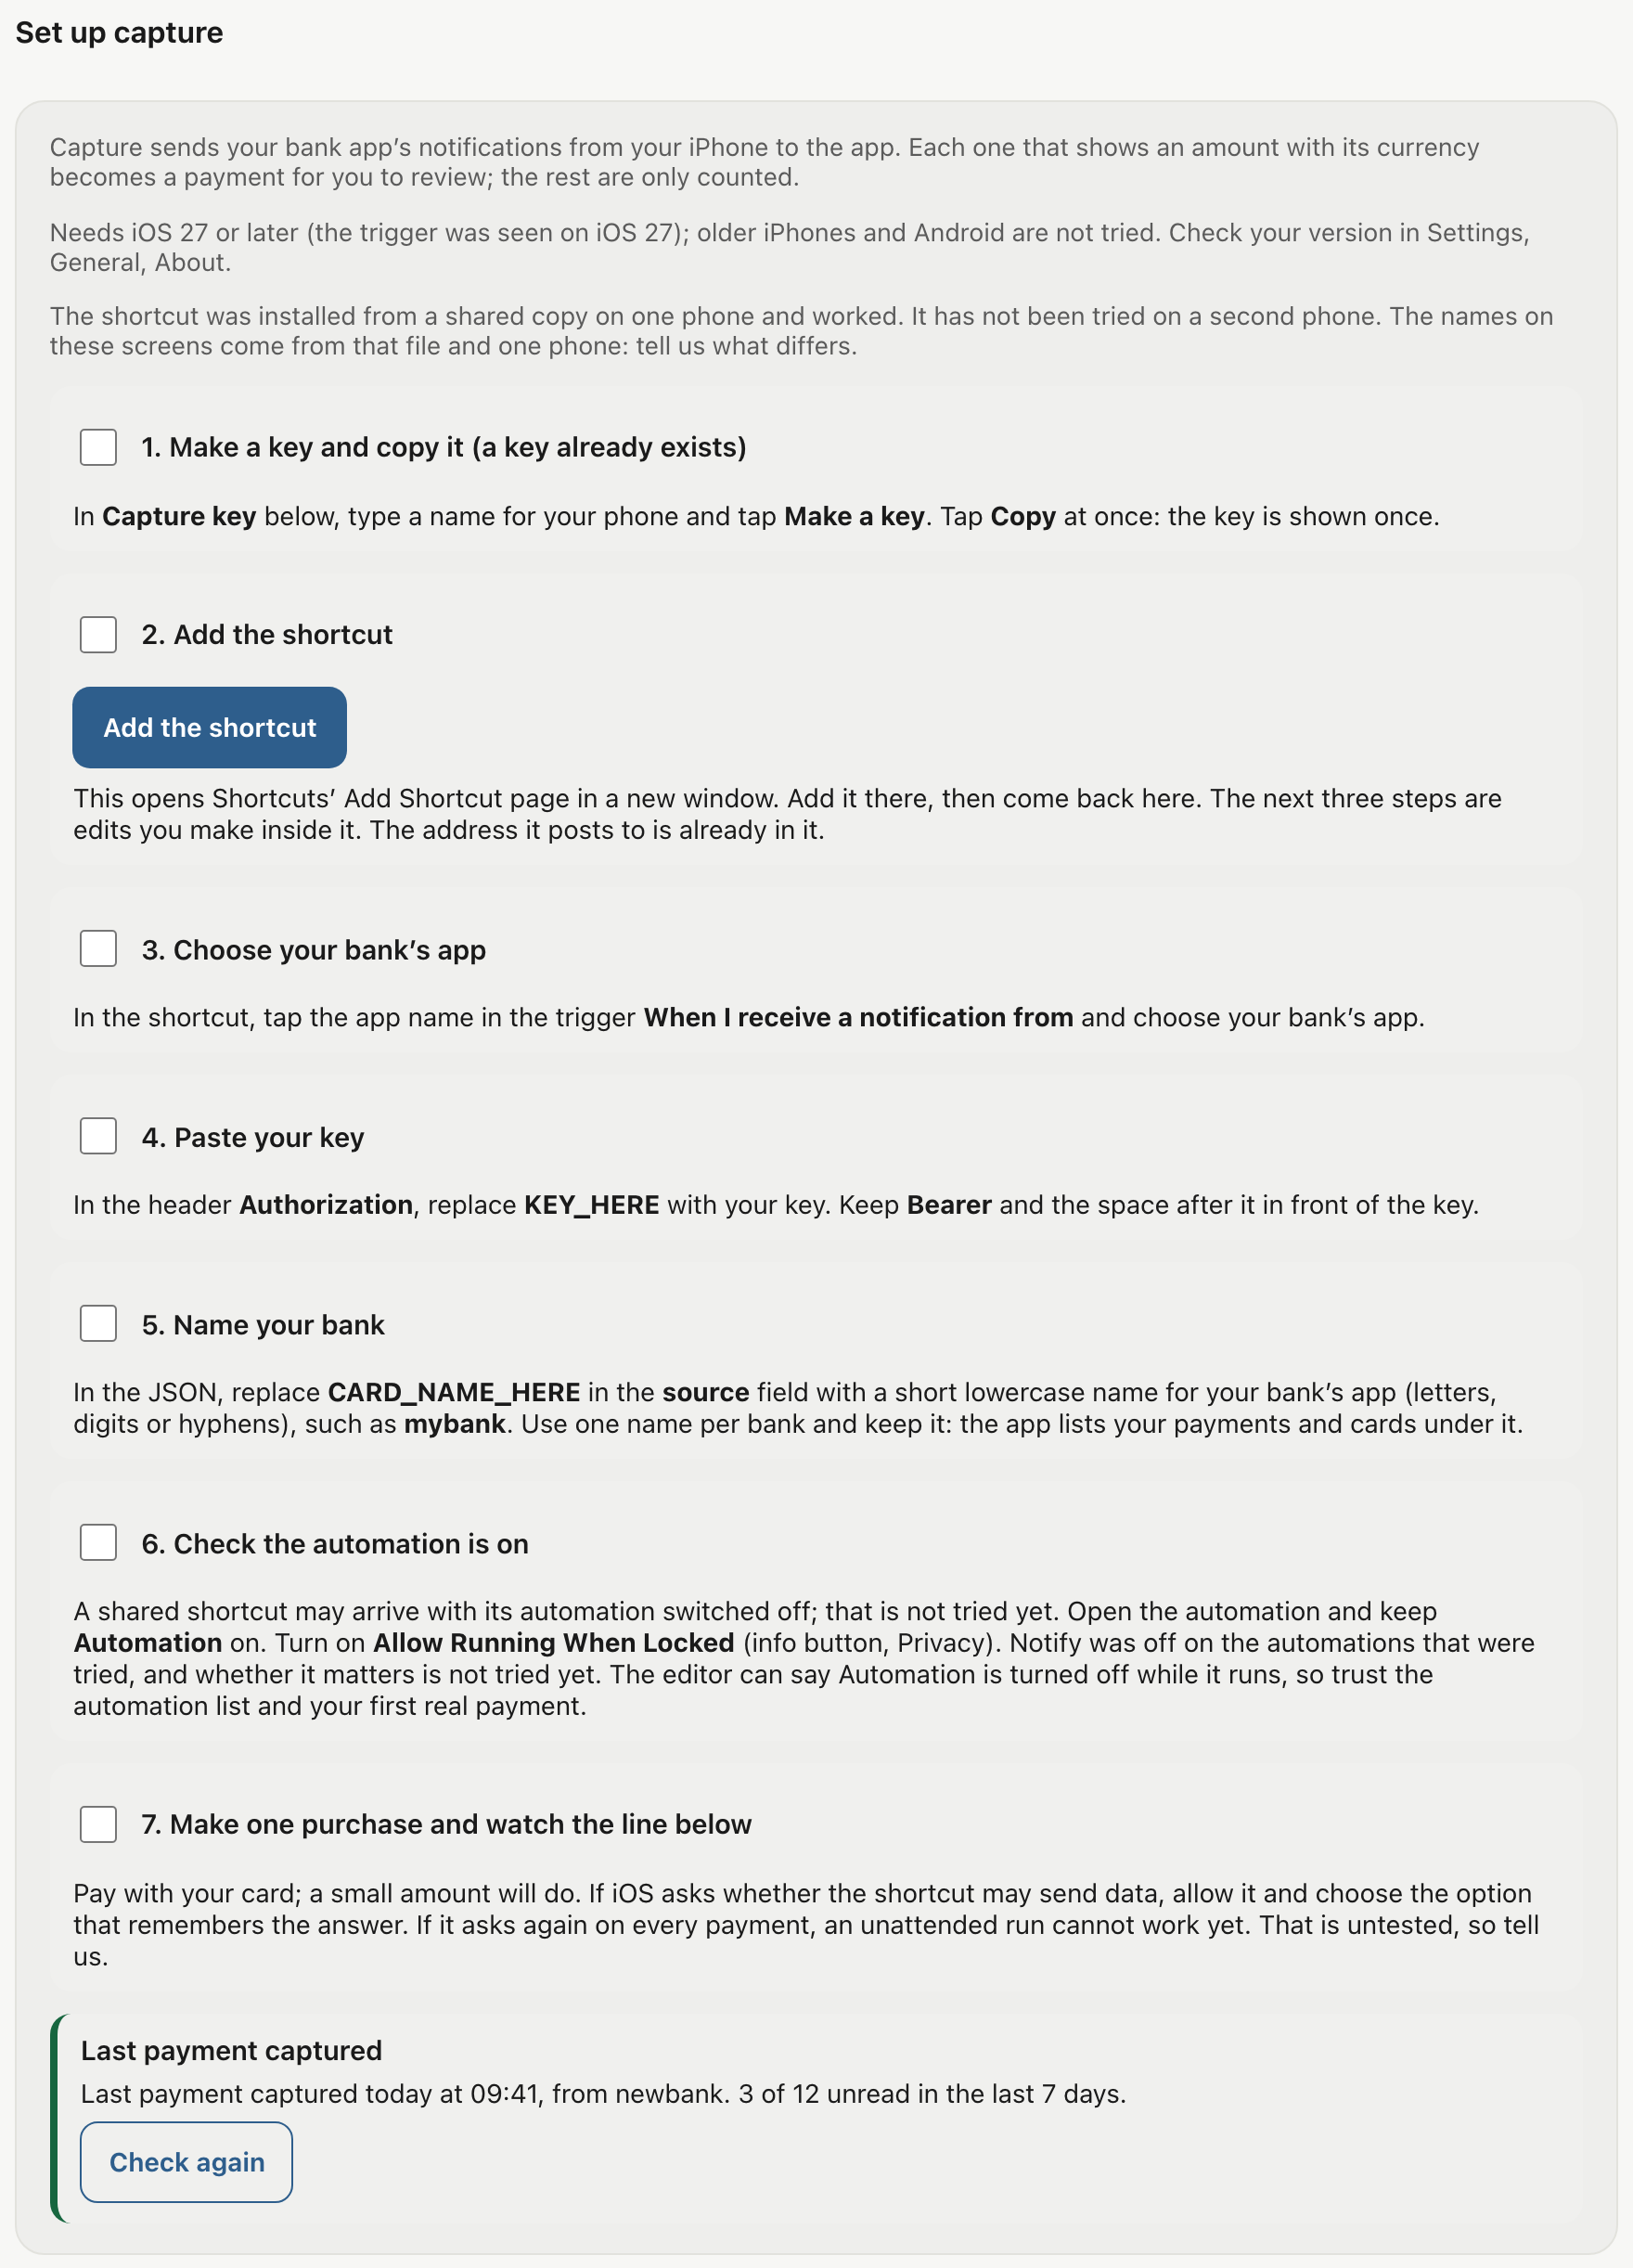 Set up capture
Capture sends your bank app’s notifications from your iPhone to the app. Each one that shows an amount with its currency
becomes a payment for you to review; the rest are only counted.
Needs iOS 27 or later (the trigger was seen on iOS 27); older iPhones and Android are not tried. Check your version in Settings,
General, About.
The shortcut was installed from a shared copy on one phone and worked. It has not been tried on a second phone. The names on
these screens come from that file and one phone: tell us what differs.
1. Make a key and copy it (a key already exists)
In Capture key below, type a name for your phone and tap Make a key. Tap Copy at once: the key is shown once.
2. Add the shortcut
Add the shortcut
This opens Shortcuts’ Add Shortcut page in a new window. Add it there, then come back here. The next three steps are
edits you make inside it. The address it posts to is already in it.
3. Choose your bank’s app
In the shortcut, tap the app name in the trigger When I receive a notification from and choose your bank’s app.
4. Paste your key
In the header Authorization, replace KEY_HERE with your key. Keep Bearer and the space after it in front of the key.
5. Name your bank
In the JSON, replace CARD_NAME_HERE in the source field with a short lowercase name for your bank’s app (letters,
digits or hyphens), such as mybank. Use one name per bank and keep it: the app lists your payments and cards under it.
6. Check the automation is on
A shared shortcut may arrive with its automation switched off; that is not tried yet. Open the automation and keep
Automation on. Turn on Allow Running When Locked (info button, Privacy). Notify was off on the automations that were
tried, and whether it matters is not tried yet. The editor can say Automation is turned off while it runs, so trust the
automation list and your first real payment.
7. Make one purchase and watch the line below
Pay with your card; a small amount will do. If iOS asks whether the shortcut may send data, allow it and choose the option
that remembers the answer. If it asks again on every payment, an unattended run cannot work yet. That is untested, so tell
us.
Last payment captured
Last payment captured today at 09:41, from newbank. 3 of 12 unread in the last 7 days.
Check again